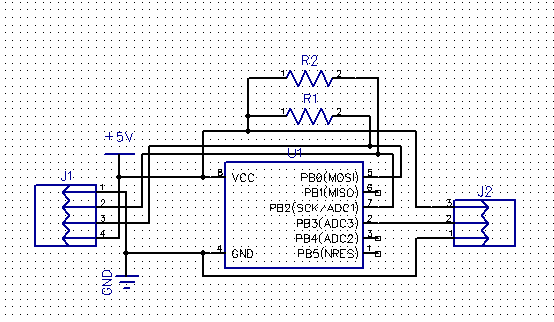 R2
1 2
R1
1 2
+5V
U1
J1
1
2
3
4
GND
8 VCC
4 GND
PB0(MOSI) 5
PB1(MISO) 6
PB2(SCK/ADC1) 7
PB3(ADC3) 2
PB4(ADC2) 3
PB5(NRES) 1
J2
3
2
1